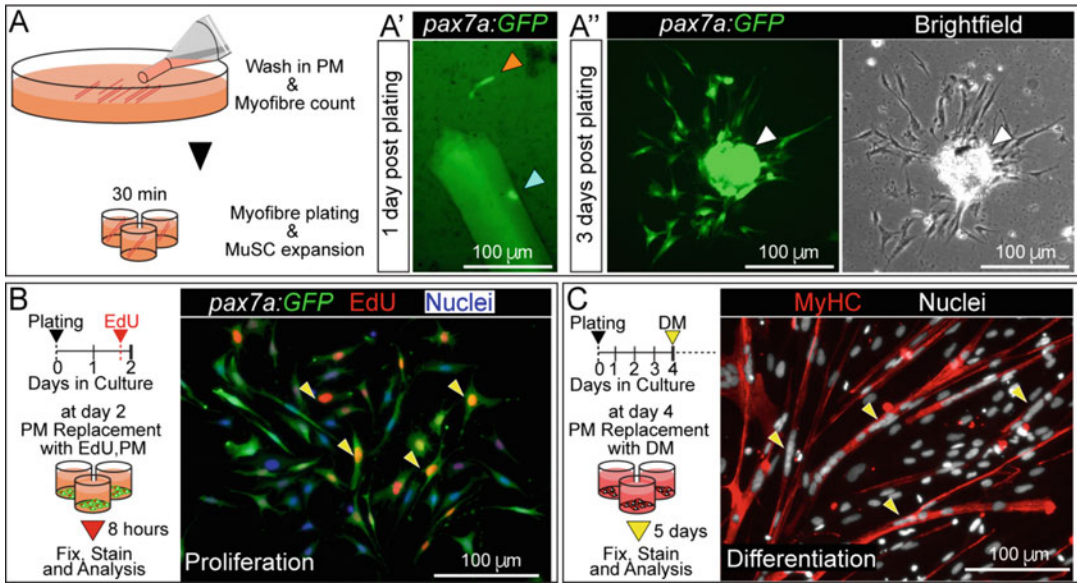 A
Wash in PM
&
Myofibre count
30 min
Myofibre plating
&
MuSC expansion
A'
pax7a:GFP
1 day post plating
100 µm
A"
pax7a:GFP
Brightfield
3 days post plating
100 µm
100 µm
B
Plating
EdU
0 1 2
Days in Culture
at day 2
PM Replacement
with EdU,PM
8 hours
Fix, Stain
and Analysis
pax7a:GFP EdU Nuclei
Proliferation
100 µm
C
Plating
DM
0 1 2 3 4
Days in Culture
at day 4
PM Replacement
with DM
5 days
Fix, Stain
and Analysis
MyHC Nuclei
Differentiation
100 µm